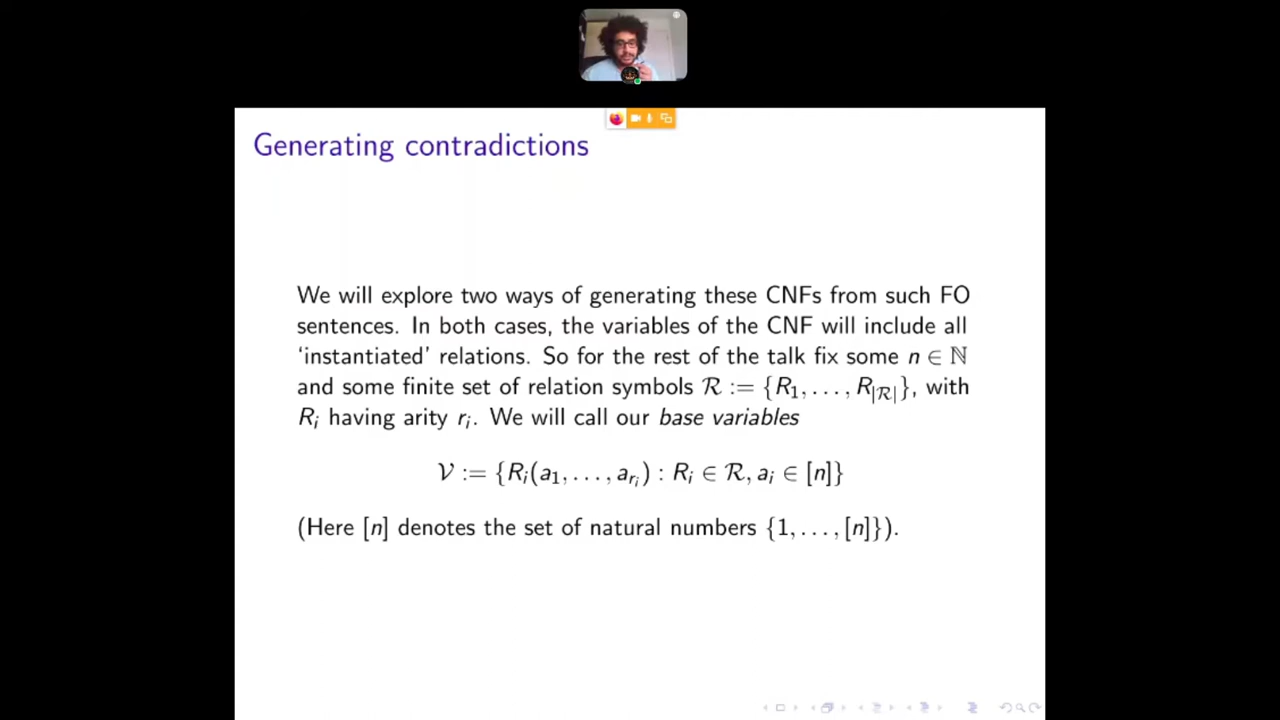 Generating contradictions
We will explore two ways of generating these CNFs from such FO
sentences. In both cases, the variables of the CNF will include all
‘instantiated’ relations. So for the rest of the talk fix some n ∈ ℕ
and some finite set of relation symbols ℛ := {R₁, . . . , R_|ℛ|}, with
Rᵢ having arity rᵢ. We will call our base variables
𝒱 := {Rᵢ(a₁, . . . , a_{rᵢ}) : Rᵢ ∈ ℛ, aᵢ ∈ [n]}
(Here [n] denotes the set of natural numbers {1, . . . , [n]}).